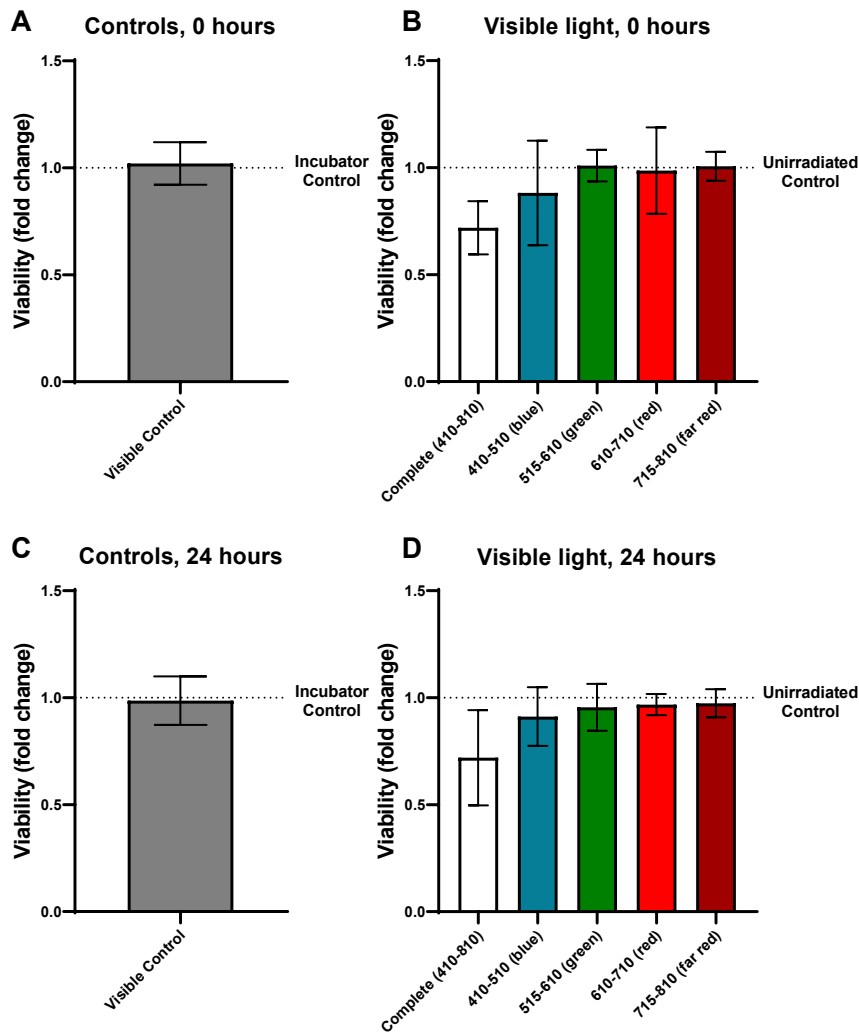 A
Controls, 0 hours
Viability (fold change)
1.5
1.0
0.5
0.0
Incubator
Control
Visible Control
B
Visible light, 0 hours
Viability (fold change)
1.5
1.0
0.5
0.0
Unirradiated
Control
Complete (410-810)
410-510 (blue)
515-610 (green)
610-710 (red)
715-810 (far red)
C
Controls, 24 hours
Viability (fold change)
1.5
1.0
0.5
0.0
Incubator
Control
Visible Control
D
Visible light, 24 hours
Viability (fold change)
1.5
1.0
0.5
0.0
Unirradiated
Control
Complete (410-810)
410-510 (blue)
515-610 (green)
610-710 (red)
715-810 (far red)